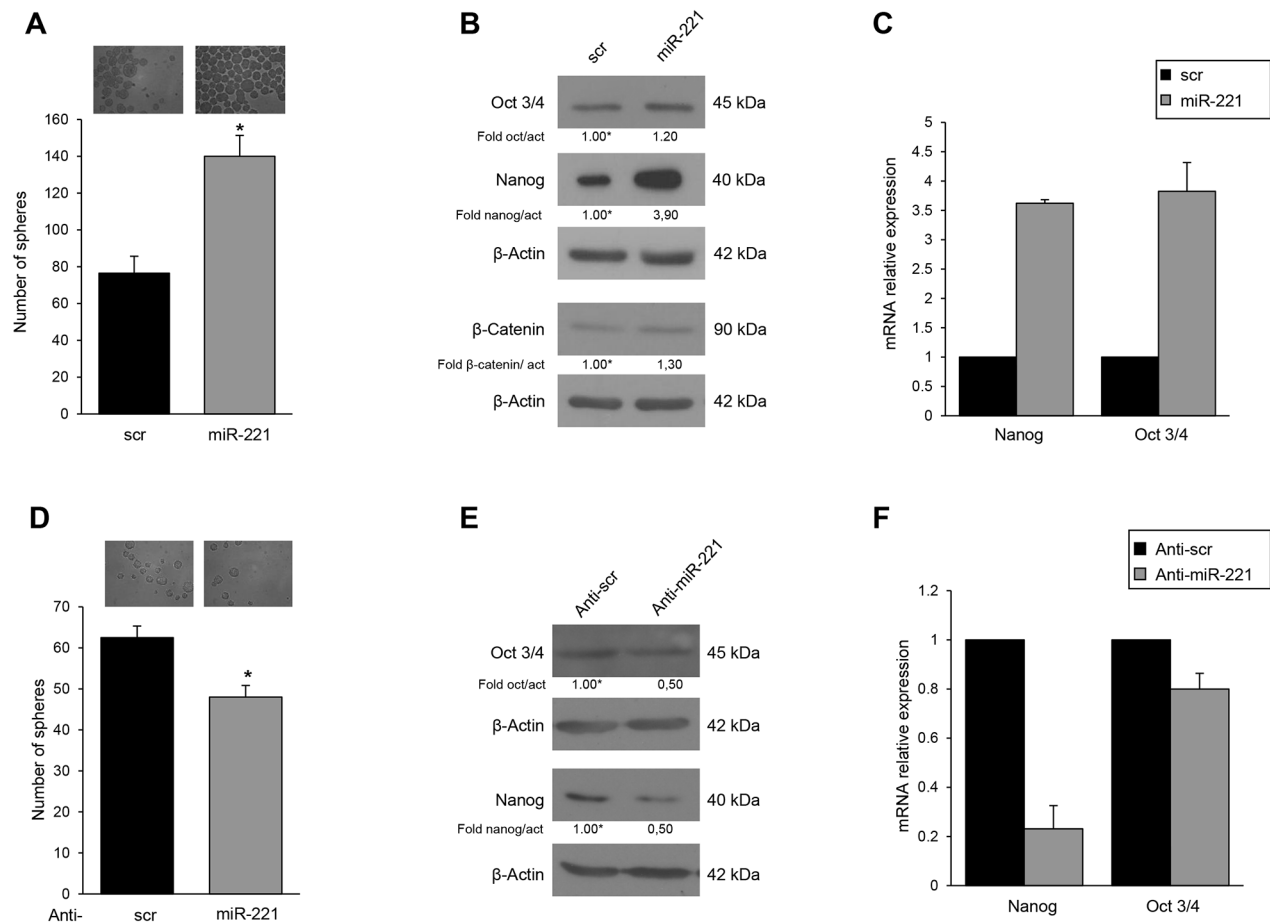 A
*
160
140
120
100
80
60
40
20
0
Number of spheres
scr miR-221
B
scr miR-221
Oct 3/4 45 kDa
Fold oct/act 1.00* 1.20
Nanog 40 kDa
Fold nanog/act 1.00* 3,90
β-Actin 42 kDa
β-Catenin 90 kDa
Fold β-catenin/ act 1.00* 1,30
β-Actin 42 kDa
C
scr
miR-221
5
4.5
4
3.5
3
2.5
2
1.5
1
0.5
0
mRNA relative expression
Nanog Oct 3/4
D
70
60
50
40
30
20
10
0
*
Number of spheres
Anti- scr miR-221
E
Anti-scr Anti-miR-221
Oct 3/4 45 kDa
Fold oct/act 1.00* 0,50
β-Actin 42 kDa
Nanog 40 kDa
Fold nanog/act 1.00* 0,50
β-Actin 42 kDa
F
Anti-scr
Anti-miR-221
1.2
1
0.8
0.6
0.4
0.2
0
mRNA relative expression
Nanog Oct 3/4